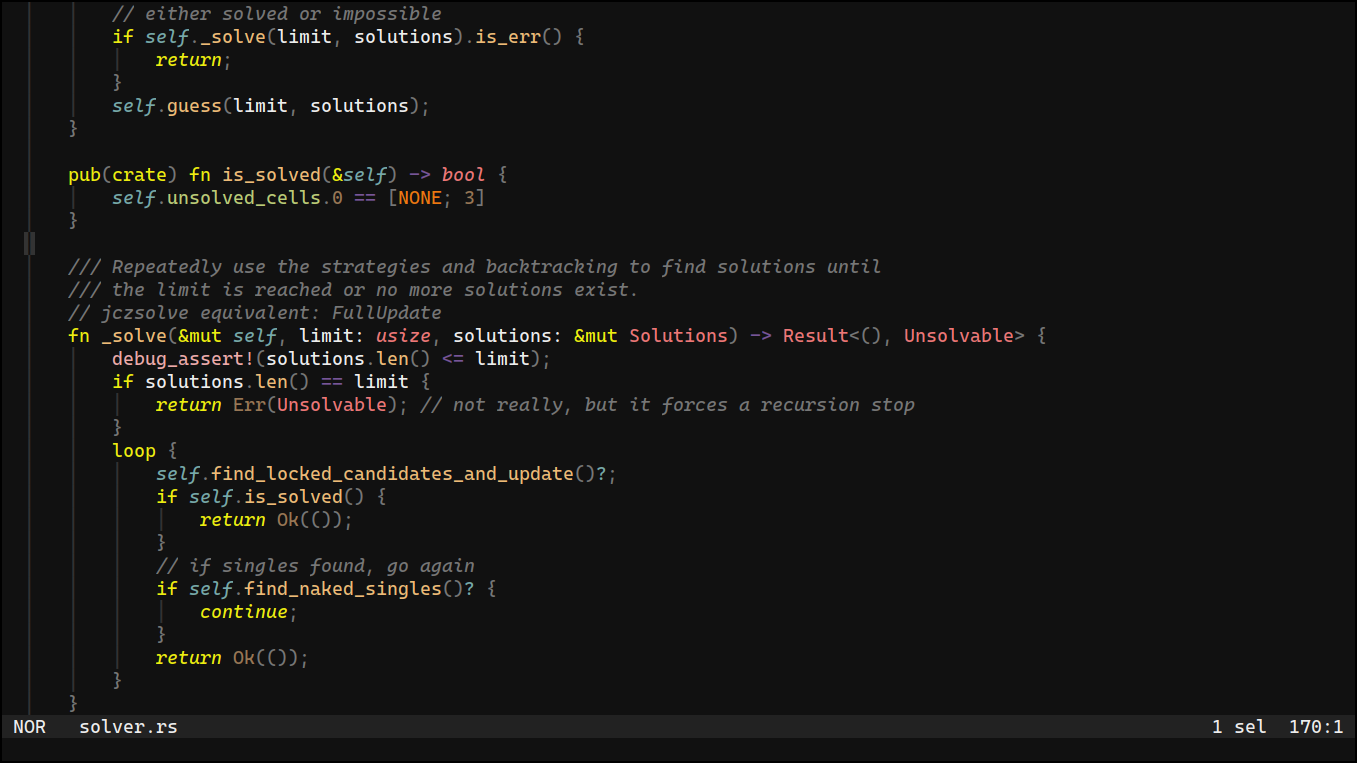 // either solved or impossible
        if self._solve(limit, solutions).is_err() {
            return;
        }
        self.guess(limit, solutions);
    }

    pub(crate) fn is_solved(&self) -> bool {
        self.unsolved_cells.0 == [NONE; 3]
    }

    /// Repeatedly use the strategies and backtracking to find solutions until
    /// the limit is reached or no more solutions exist.
    // jczsolve equivalent: FullUpdate
    fn _solve(&mut self, limit: usize, solutions: &mut Solutions) -> Result<(), Unsolvable> {
        debug_assert!(solutions.len() <= limit);
        if solutions.len() == limit {
            return Err(Unsolvable); // not really, but it forces a recursion stop
        }
        loop {
            self.find_locked_candidates_and_update()?;
            if self.is_solved() {
                return Ok(());
            }
            // if singles found, go again
            if self.find_naked_singles()? {
                continue;
            }
            return Ok(());
        }
    }
NOR   solver.rs   1 sel  170:1